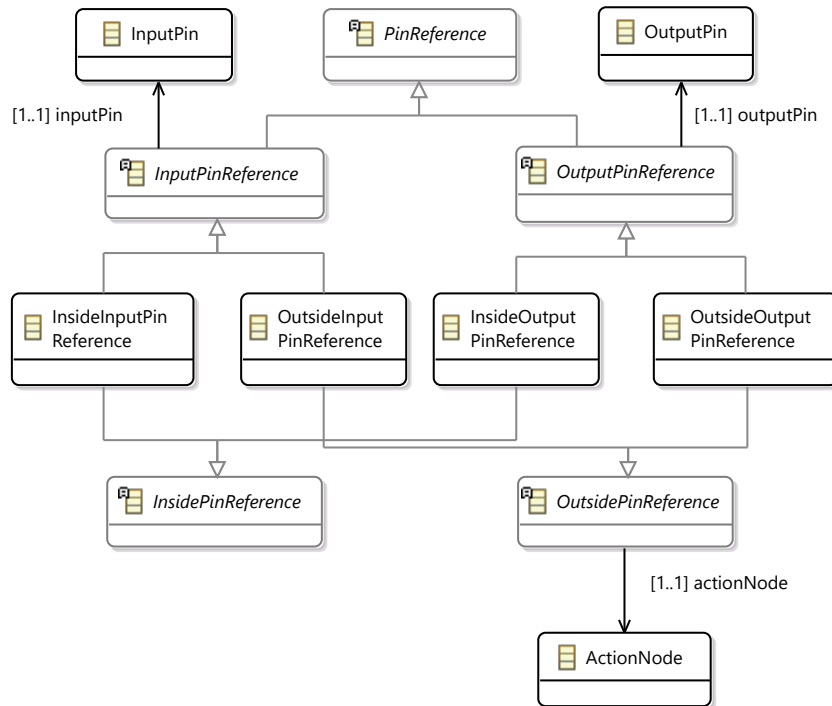 InputPin
PinReference
OutputPin
[1..1] inputPin
[1..1] outputPin
InputPinReference
OutputPinReference
InsideInputPin
Reference
OutsideInput
PinReference
InsideOutput
PinReference
OutsideOutput
PinReference
InsidePinReference
OutsidePinReference
[1..1] actionNode
ActionNode